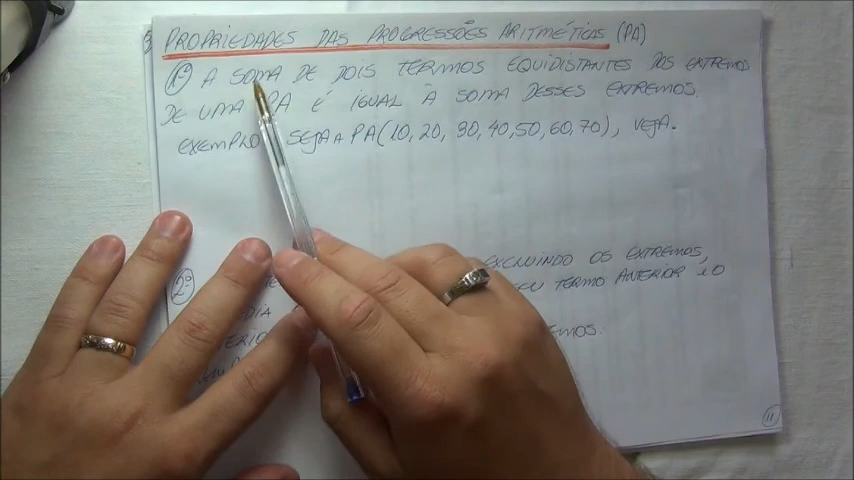 PROPRIEDADES DAS PROGRESSÕES ARITMÉTICAS (PA)
1º A SOMA DE DOIS TERMOS EQUIDISTANTES DOS EXTREMOS
DE UMA PA É IGUAL À SOMA DESSES EXTREMOS.
EXEMPLO SEJA A PA(10, 20, 30, 40, 50, 60, 70), VEJA.
2º EXCLUINDO OS EXTREMOS,
SEU TERMO ANTERIOR E O
11